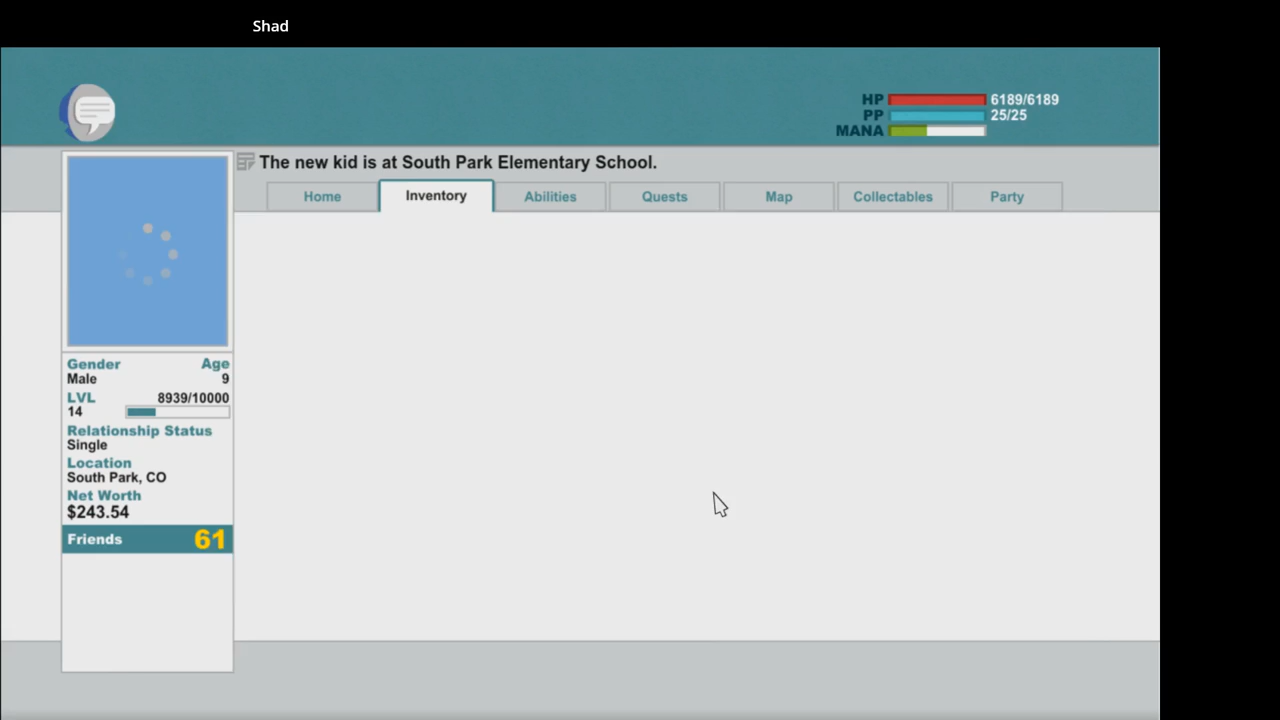 Shad
HP 6189/6189
PP 25/25
MANA
The new kid is at South Park Elementary School.
Home Inventory Abilities Quests Map Collectables Party
Gender Age
Male 9
LVL 8939/10000
14
Relationship Status
Single
Location
South Park, CO
Net Worth
$243.54
Friends 61